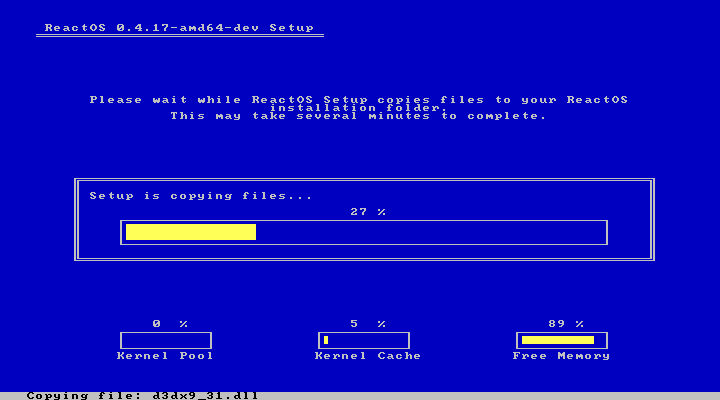 ReactOS 0.4.17-amd64-dev Setup
Please wait while ReactOS Setup copies files to your ReactOS
installation folder.
This may take several minutes to complete.
Setup is copying files...
27 %
0 % 5 % 89 %
Kernel Pool Kernel Cache Free Memory
Copying file: d3dx9_31.dll